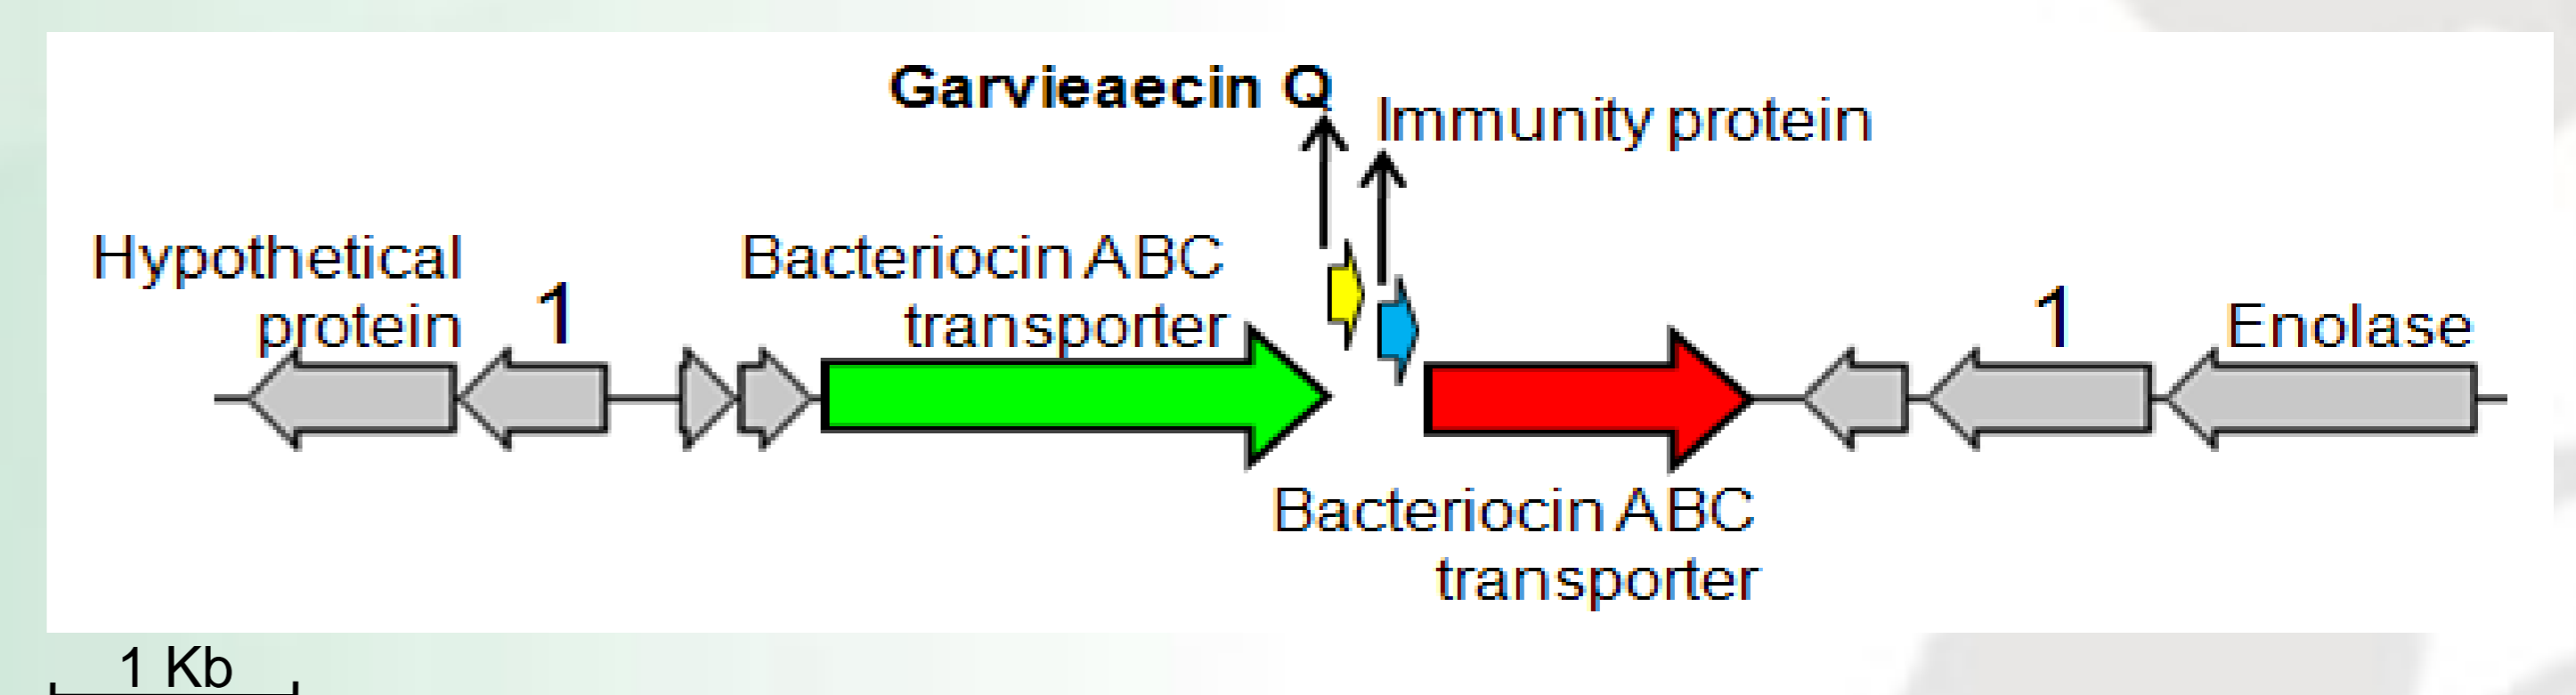 Garvieaecin Q
Immunity protein
Hypothetical
protein
1
Bacteriocin ABC
transporter
1
Enolase
Bacteriocin ABC
transporter
1 Kb